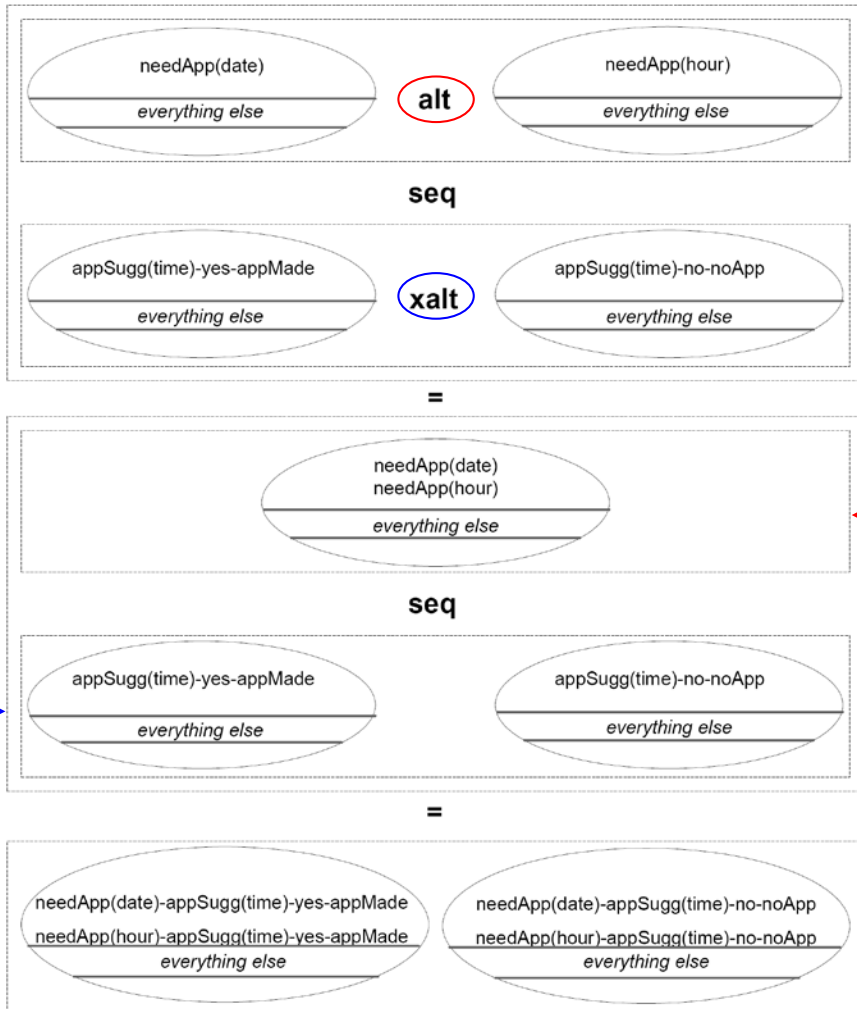 needApp(date)
everything else
alt
needApp(hour)
everything else
seq
appSugg(time)-yes-appMade
everything else
xalt
appSugg(time)-no-noApp
everything else
=
needApp(date)
needApp(hour)
everything else
seq
appSugg(time)-yes-appMade
everything else
appSugg(time)-no-noApp
everything else
=
needApp(date)-appSugg(time)-yes-appMade
needApp(hour)-appSugg(time)-yes-appMade
everything else
needApp(date)-appSugg(time)-no-noApp
needApp(hour)-appSugg(time)-no-noApp
everything else